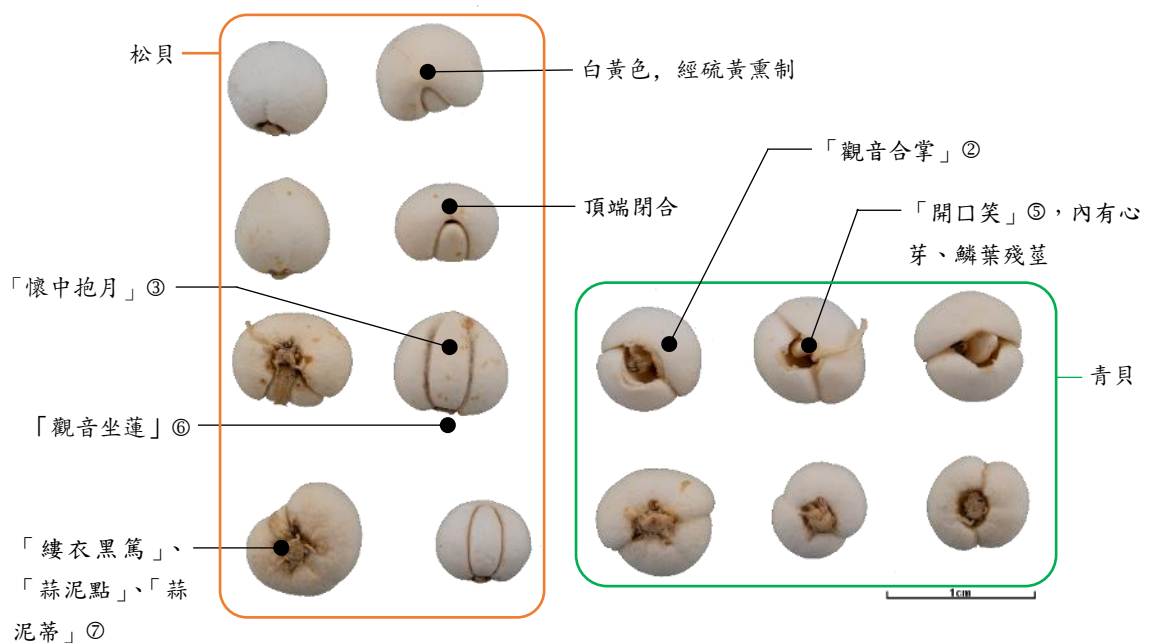 松貝
白黃色，經硫黃熏制
「觀音合掌」②
頂端閉合
「開口笑」⑤，內有心
芽、鱗葉殘莖
「懷中抱月」③
青貝
「觀音坐蓮」⑥
「縷衣黑篤」、
「蒜泥點」、「蒜
泥蒂」⑦
1cm